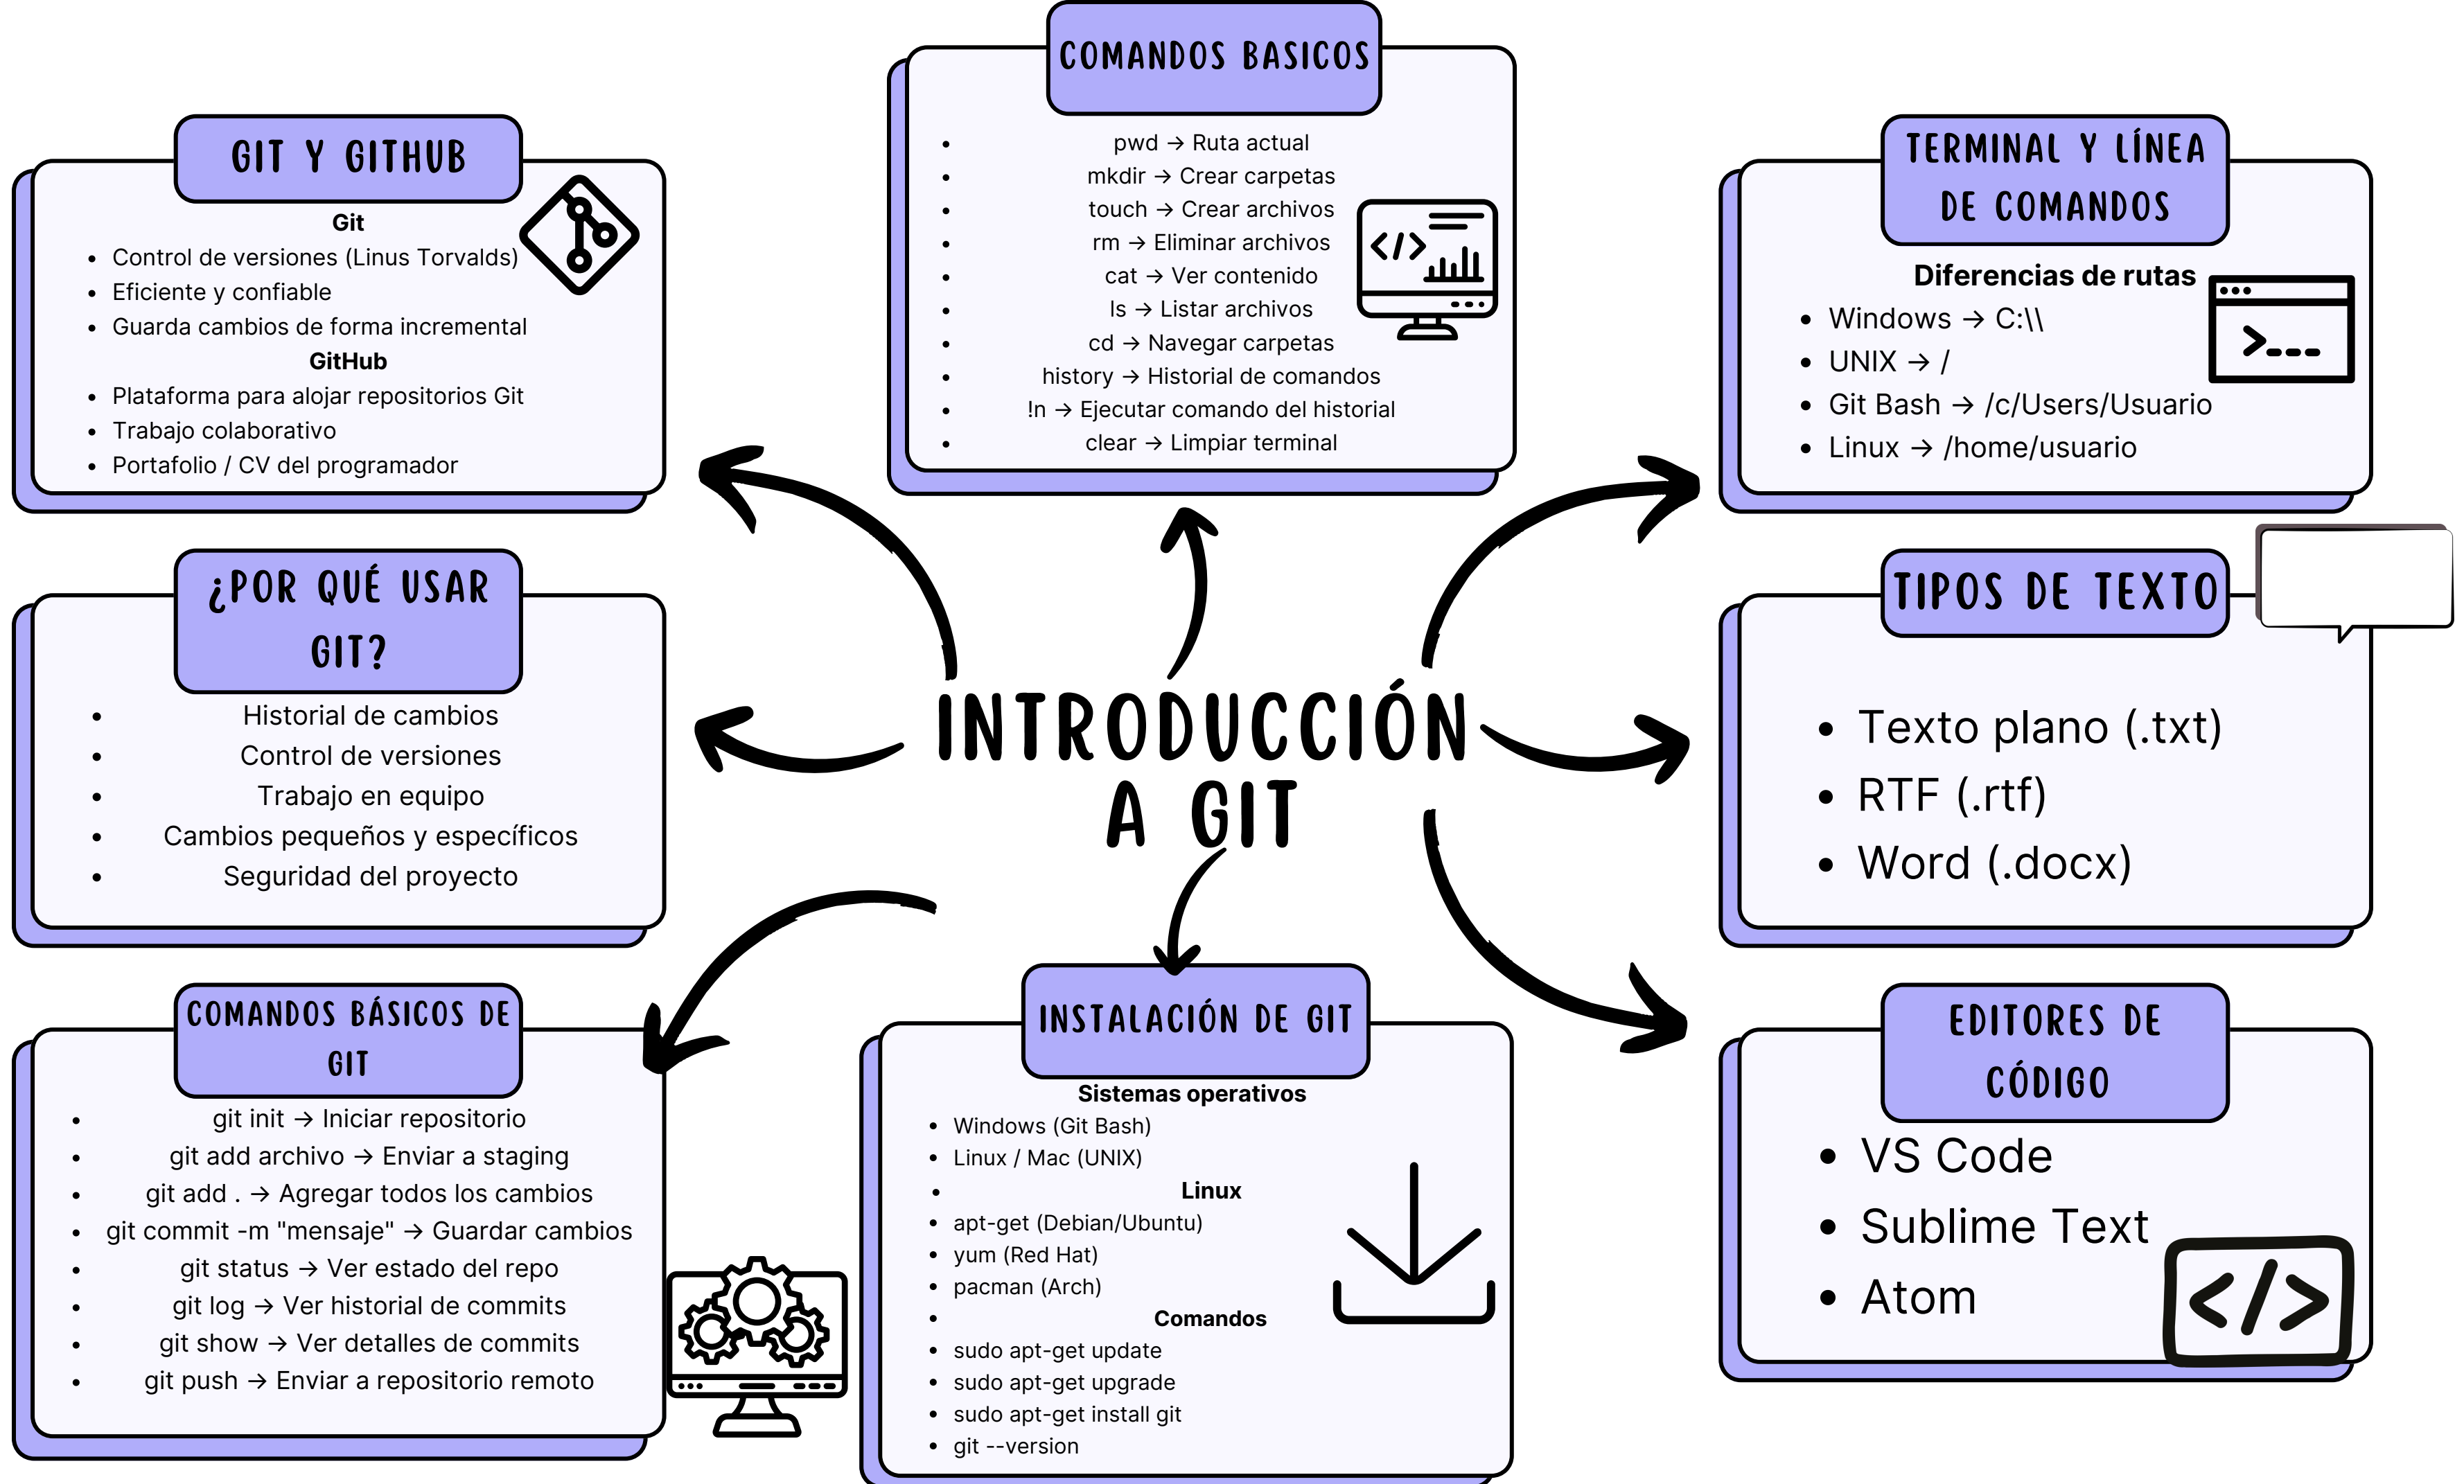 COMANDOS BASICOS
• pwd → Ruta actual
• mkdir → Crear carpetas
• touch → Crear archivos
• rm → Eliminar archivos
• cat → Ver contenido
• ls → Listar archivos
• cd → Navegar carpetas
• history → Historial de comandos
• !n → Ejecutar comando del historial
• clear → Limpiar terminal
</>
GIT Y GITHUB
Git
• Control de versiones (Linus Torvalds)
• Eficiente y confiable
• Guarda cambios de forma incremental
GitHub
• Plataforma para alojar repositorios Git
• Trabajo colaborativo
• Portafolio / CV del programador
TERMINAL Y LÍNEA
DE COMANDOS
Diferencias de rutas
• Windows → C:\\
• UNIX → /
• Git Bash → /c/Users/Usuario
• Linux → /home/usuario
¿POR QUÉ USAR
GIT?
• Historial de cambios
• Control de versiones
• Trabajo en equipo
• Cambios pequeños y específicos
• Seguridad del proyecto
INTRODUCCIÓN
A GIT
TIPOS DE TEXTO
• Texto plano (.txt)
• RTF (.rtf)
• Word (.docx)
COMANDOS BÁSICOS DE
GIT
• git init → Iniciar repositorio
• git add archivo → Enviar a staging
• git add . → Agregar todos los cambios
• git commit -m "mensaje" → Guardar cambios
• git status → Ver estado del repo
• git log → Ver historial de commits
• git show → Ver detalles de commits
• git push → Enviar a repositorio remoto
INSTALACIÓN DE GIT
Sistemas operativos
• Windows (Git Bash)
• Linux / Mac (UNIX)
• Linux
• apt-get (Debian/Ubuntu)
• yum (Red Hat)
• pacman (Arch)
• Comandos
• sudo apt-get update
• sudo apt-get upgrade
• sudo apt-get install git
• git --version
EDITORES DE
CÓDIGO
• VS Code
• Sublime Text
• Atom
</>